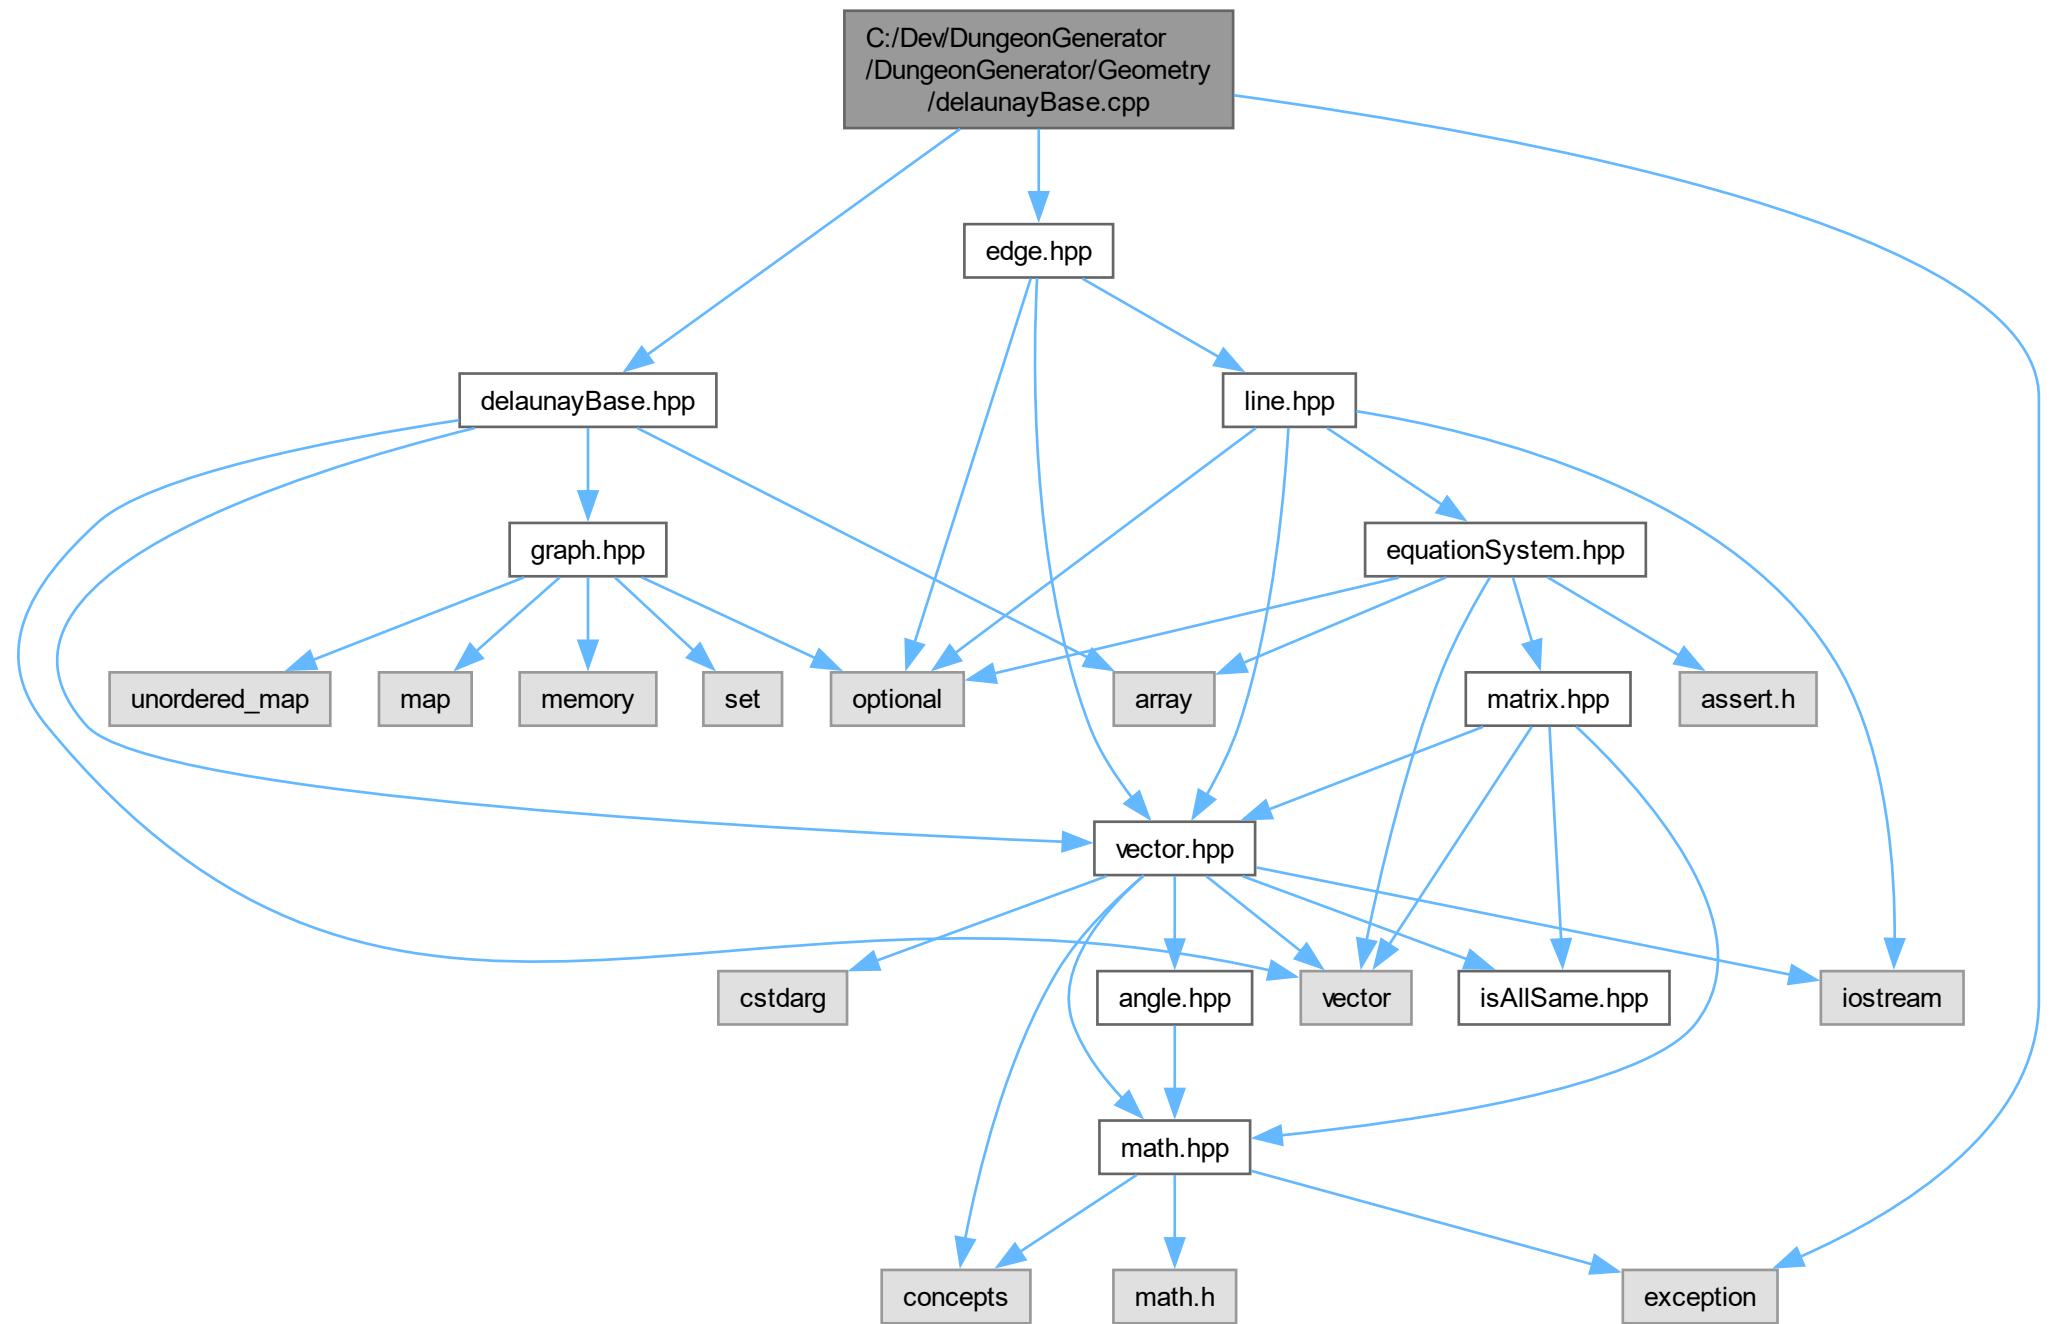 C:/Dev/DungeonGenerator
/DungeonGenerator/Geometry
/delaunayBase.cpp
edge.hpp
delaunayBase.hpp
line.hpp
graph.hpp
equationSystem.hpp
unordered_map
map
memory
set
optional
array
matrix.hpp
assert.h
vector.hpp
cstdarg
angle.hpp
vector
isAllSame.hpp
iostream
math.hpp
concepts
math.h
exception